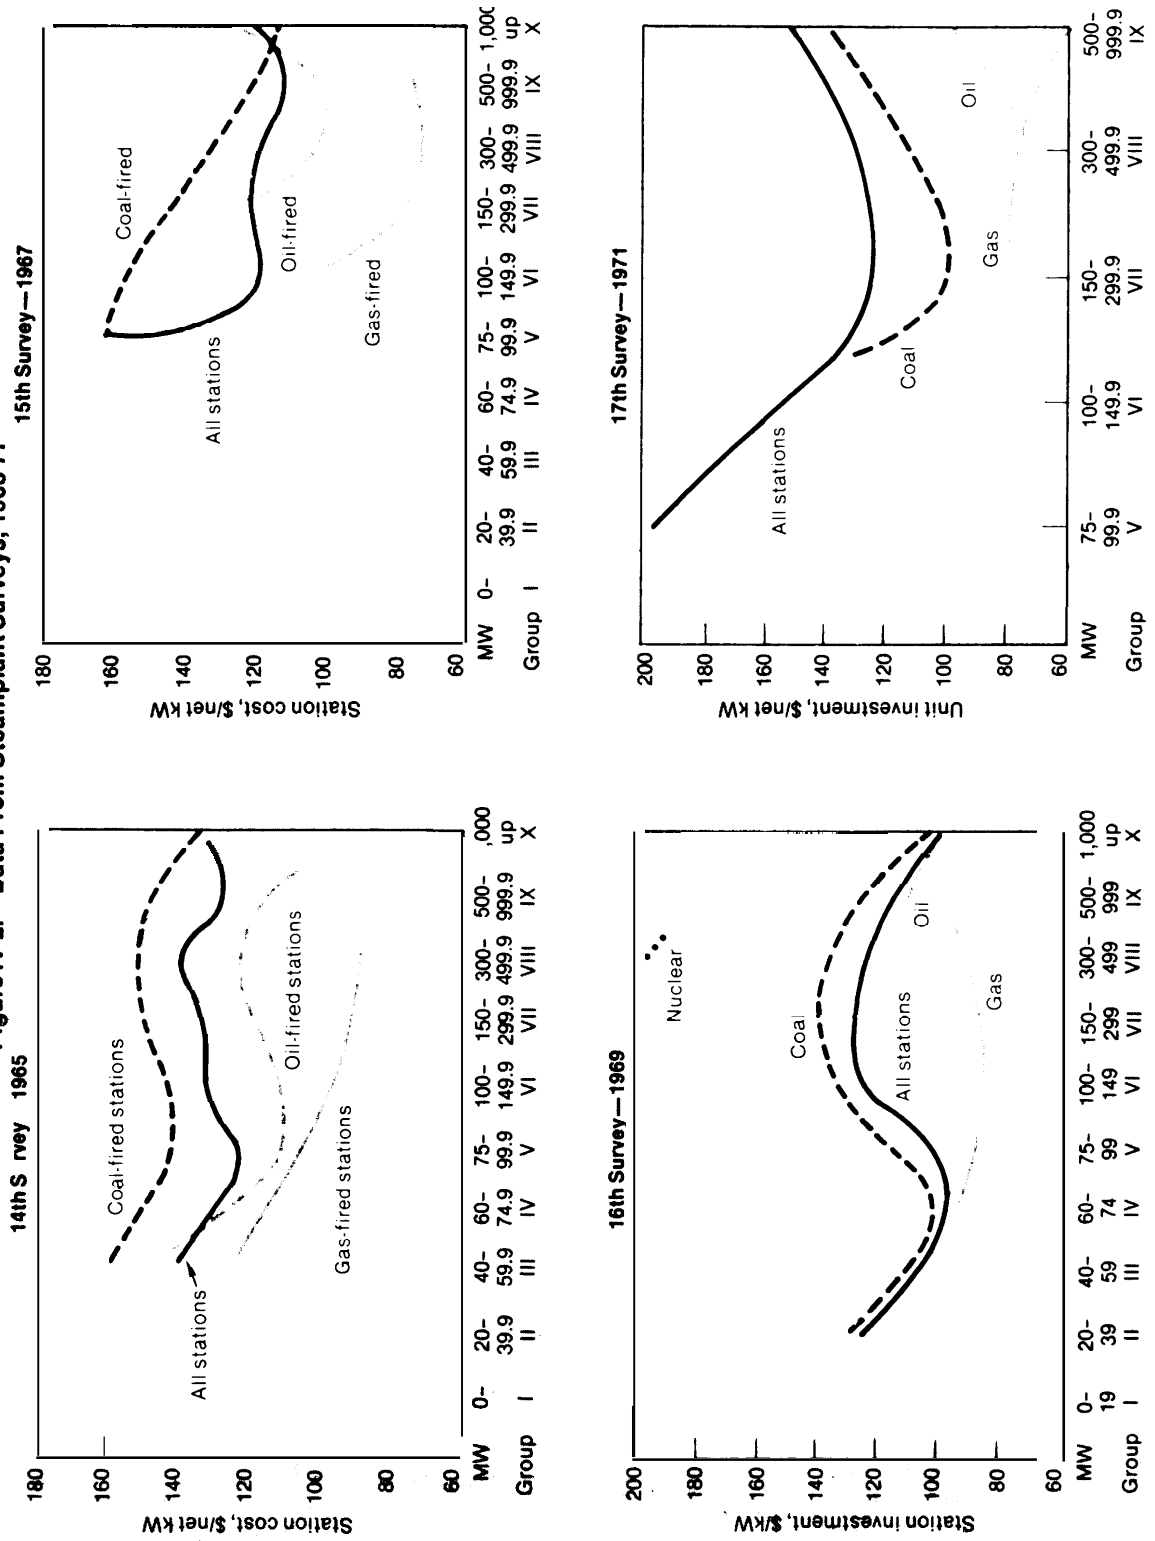 14th S rvey 1965
Station cost, $/net kW
180
160
140
120
100
80
60
Coal-fired stations
All stations
Oil-fired stations
Gas-fired stations
MW 0- 20- 40- 60- 75- 100- 150- 300- 500- ,000
39.9 59.9 74.9 99.9 149.9 299.9 499.9 999.9 up
Group I II III IV V VI VII VIII IX X
15th Survey—1967
Station cost, $/net kW
180
160
140
120
100
80
60
Coal-fired
All stations
Oil-fired
Gas-fired
MW 0- 20- 40- 60- 75- 100- 150- 300- 500- 1,00
39.9 59.9 74.9 99.9 149.9 299.9 499.9 999.9 up
Group I II III IV V VI VII VIII IX X
16th Survey—1969
Station investment, $/kW
200
180
160
140
120
100
80
60
Nuclear
Coal
All stations
Oil
Gas
MW 0- 20- 40- 60- 75- 100- 150- 300- 500- 1,000
19 39 59 74 99 149 299 499 999 up
Group I II III IV V VI VII VIII IX X
17th Survey—1971
Unit investment, $/net kW
200
180
160
140
120
100
80
60
All stations
Coal
Oil
Gas
MW 75- 100- 150- 300- 500-
99.9 149.9 299.9 499.9 999.9
Group V VI VII VIII IX